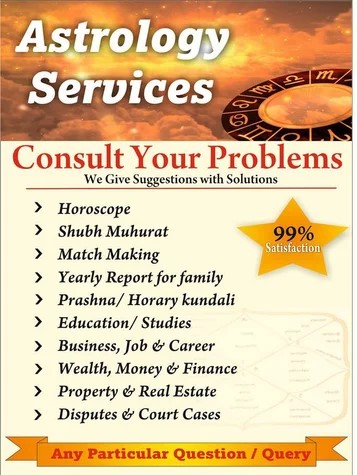 Astrology
Services
Consult Your Problems
We Give Suggestions with Solutions
Horoscope
Shubh Muhurat
Match Making
Yearly Report for family
Prashna/ Horary kundali
Education/ Studies
Business, Job & Career
Wealth, Money & Finance
Property & Real Estate
Disputes & Court Cases
99%
Satisfaction
Any Particular Question / Query